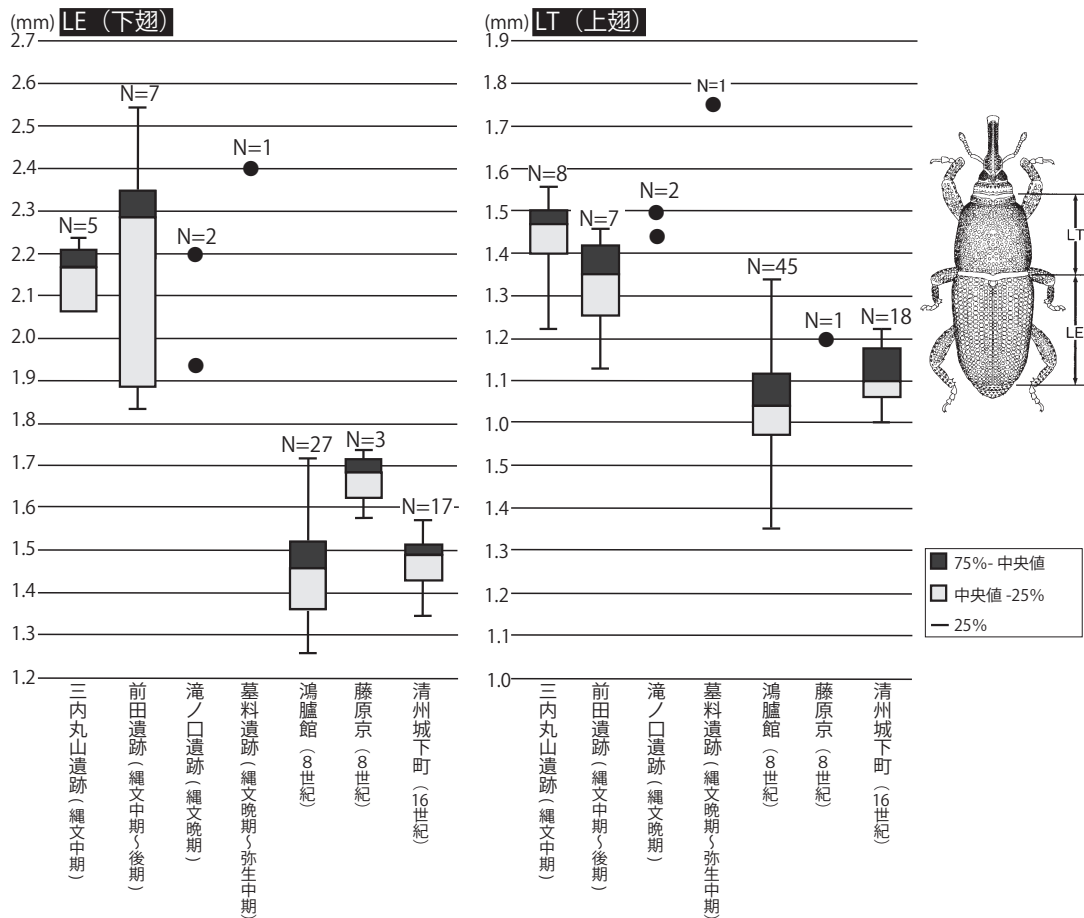 (mm) LE（下翅）
2.7
2.6
2.5
2.4
2.3
2.2
2.1
2.0
1.9
1.8
1.7
1.6
1.5
1.4
1.3
1.2
N=5
N=7
N=2
N=1
N=27
N=3
N=17
三内丸山遺跡(縄文中期)
前田遺跡(縄文中期～後期)
滝ノ口遺跡(縄文晩期)
墓料遺跡(縄文晩期～弥生中期)
鴻臚館（8世紀）
藤原京（8世紀）
清州城下町（16世紀）
(mm) LT（上翅）
1.9
1.8
1.7
1.6
1.5
1.4
1.3
1.2
1.1
1.0
1.5
1.4
1.3
1.2
1.1
1.0
N=8
N=7
N=2
N=1
N=45
N=1
N=18
三内丸山遺跡(縄文中期)
前田遺跡(縄文中期～後期)
滝ノ口遺跡(縄文晩期)
墓料遺跡(縄文晩期～弥生中期)
鴻臚館（8世紀）
藤原京（8世紀）
清州城下町（16世紀）
LT
LE
75%-中央値
中央値-25%
25%